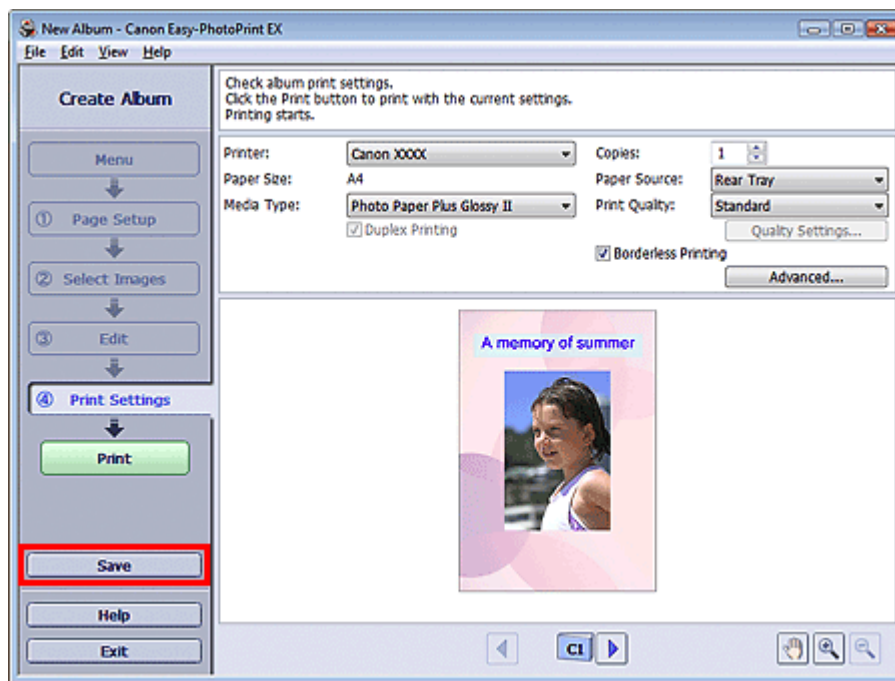 New Album - Canon Easy-PhotoPrint EX
File Edit View Help
Create Album
Check album print settings.
Click the Print button to print with the current settings.
Printing starts.
Menu
① Page Setup
② Select Images
③ Edit
④ Print Settings
Print
Save
Help
Exit
Printer: Canon XXXX Copies: 1
Paper Size: A4 Paper Source: Rear Tray
Media Type: Photo Paper Plus Glossy II Print Quality: Standard
Duplex Printing Quality Settings...
Borderless Printing
Advanced...
A memory of summer
C1